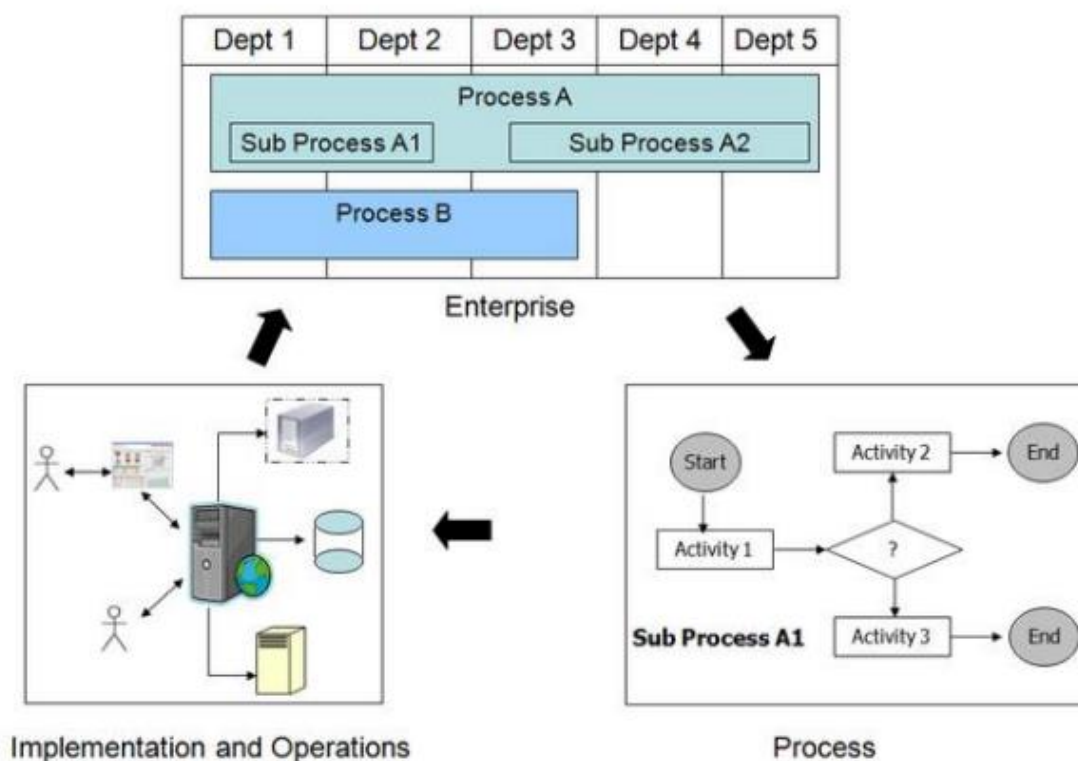 Dept 1 Dept 2 Dept 3 Dept 4 Dept 5
Process A
Sub Process A1 Sub Process A2
Process B
Enterprise
Start
Activity 2
End
Activity 1
?
Sub Process A1
Activity 3
End
Implementation and Operations
Process